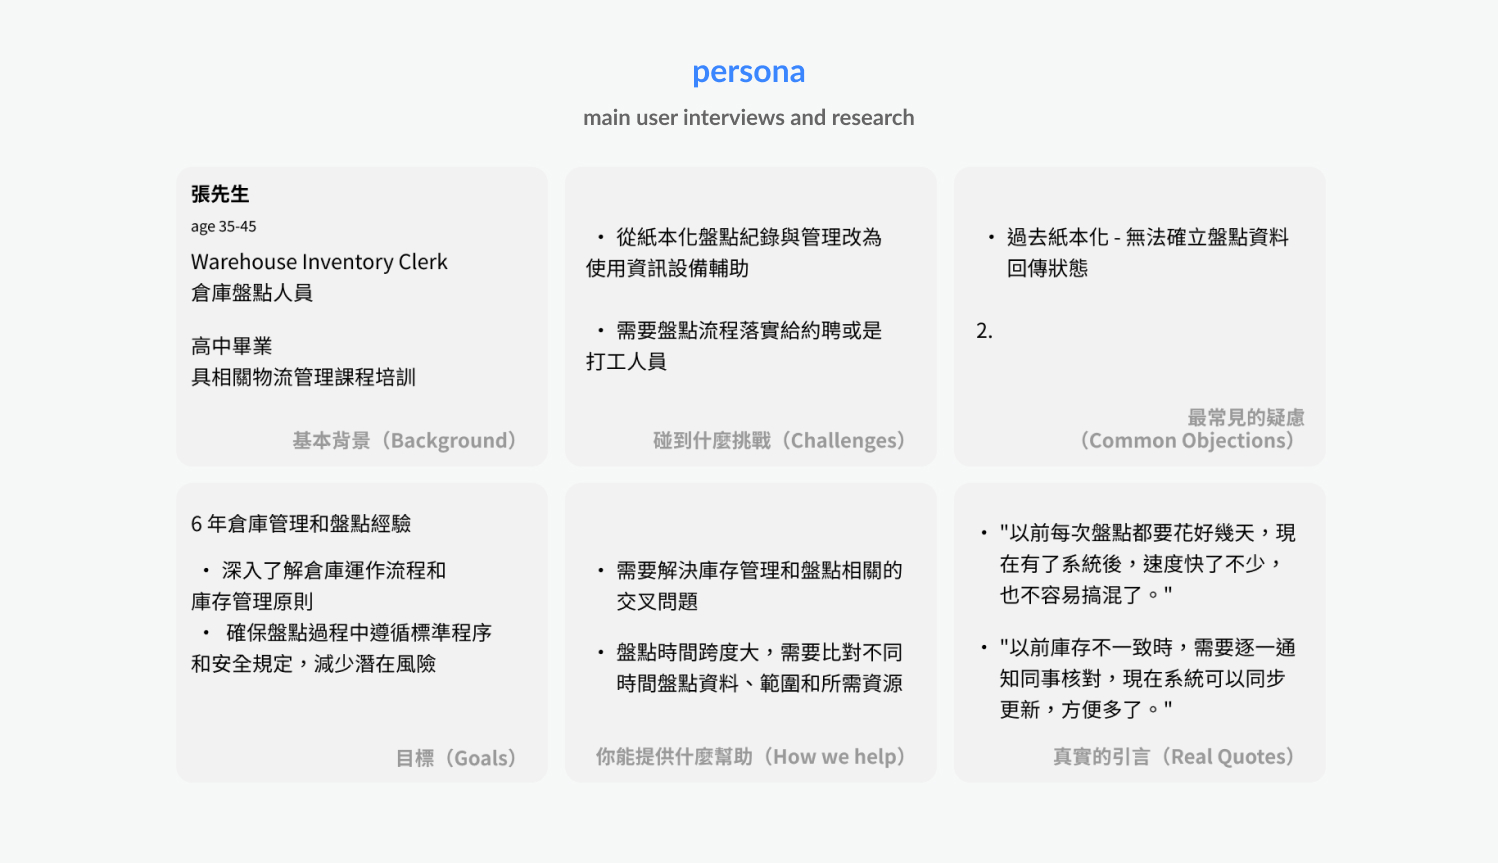 persona
main user interviews and research
張先生
age 35-45
Warehouse Inventory Clerk
倉庫盤點人員
高中畢業
具相關物流管理課程培訓
基本背景（Background）
• 從紙本化盤點紀錄與管理改為
使用資訊設備輔助
• 需要盤點流程落實給約聘或是
打工人員
碰到什麼挑戰（Challenges）
• 過去紙本化 - 無法確立盤點資料
回傳狀態
2.
最常見的疑慮
（Common Objections）
6 年倉庫管理和盤點經驗
• 深入了解倉庫運作流程和
庫存管理原則
• 確保盤點過程中遵循標準程序
和安全規定，減少潛在風險
目標（Goals）
• 需要解決庫存管理和盤點相關的
交叉問題
• 盤點時間跨度大，需要比對不同
時間盤點資料、範圍和所需資源
你能提供什麼幫助（How we help）
• "以前每次盤點都要花好幾天，現
在有了系統後，速度快了不少，
也不容易搞混了。"
• "以前庫存不一致時，需要逐一通
知同事核對，現在系統可以同步
更新，方便多了。"
真實的引言（Real Quotes）